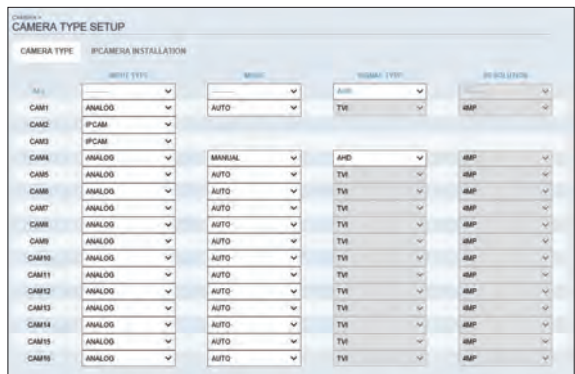 CAMERA >
CAMERA TYPE SETUP
CAMERA TYPE IPCAMERA INSTALLATION
INPUT TYPE MODE SIGNAL TYPE RESOLUTION
ALL AHD
CAM1 ANALOG AUTO TVI 4MP
CAM2 IPCAM
CAM3 IPCAM
CAM4 ANALOG MANUAL AHD 4MP
CAM5 ANALOG AUTO TVI 4MP
CAM6 ANALOG AUTO TVI 4MP
CAM7 ANALOG AUTO TVI 4MP
CAM8 ANALOG AUTO TVI 4MP
CAM9 ANALOG AUTO TVI 4MP
CAM10 ANALOG AUTO TVI 4MP
CAM11 ANALOG AUTO TVI 4MP
CAM12 ANALOG AUTO TVI 4MP
CAM13 ANALOG AUTO TVI 4MP
CAM14 ANALOG AUTO TVI 4MP
CAM15 ANALOG AUTO TVI 4MP
CAM16 ANALOG AUTO TVI 4MP